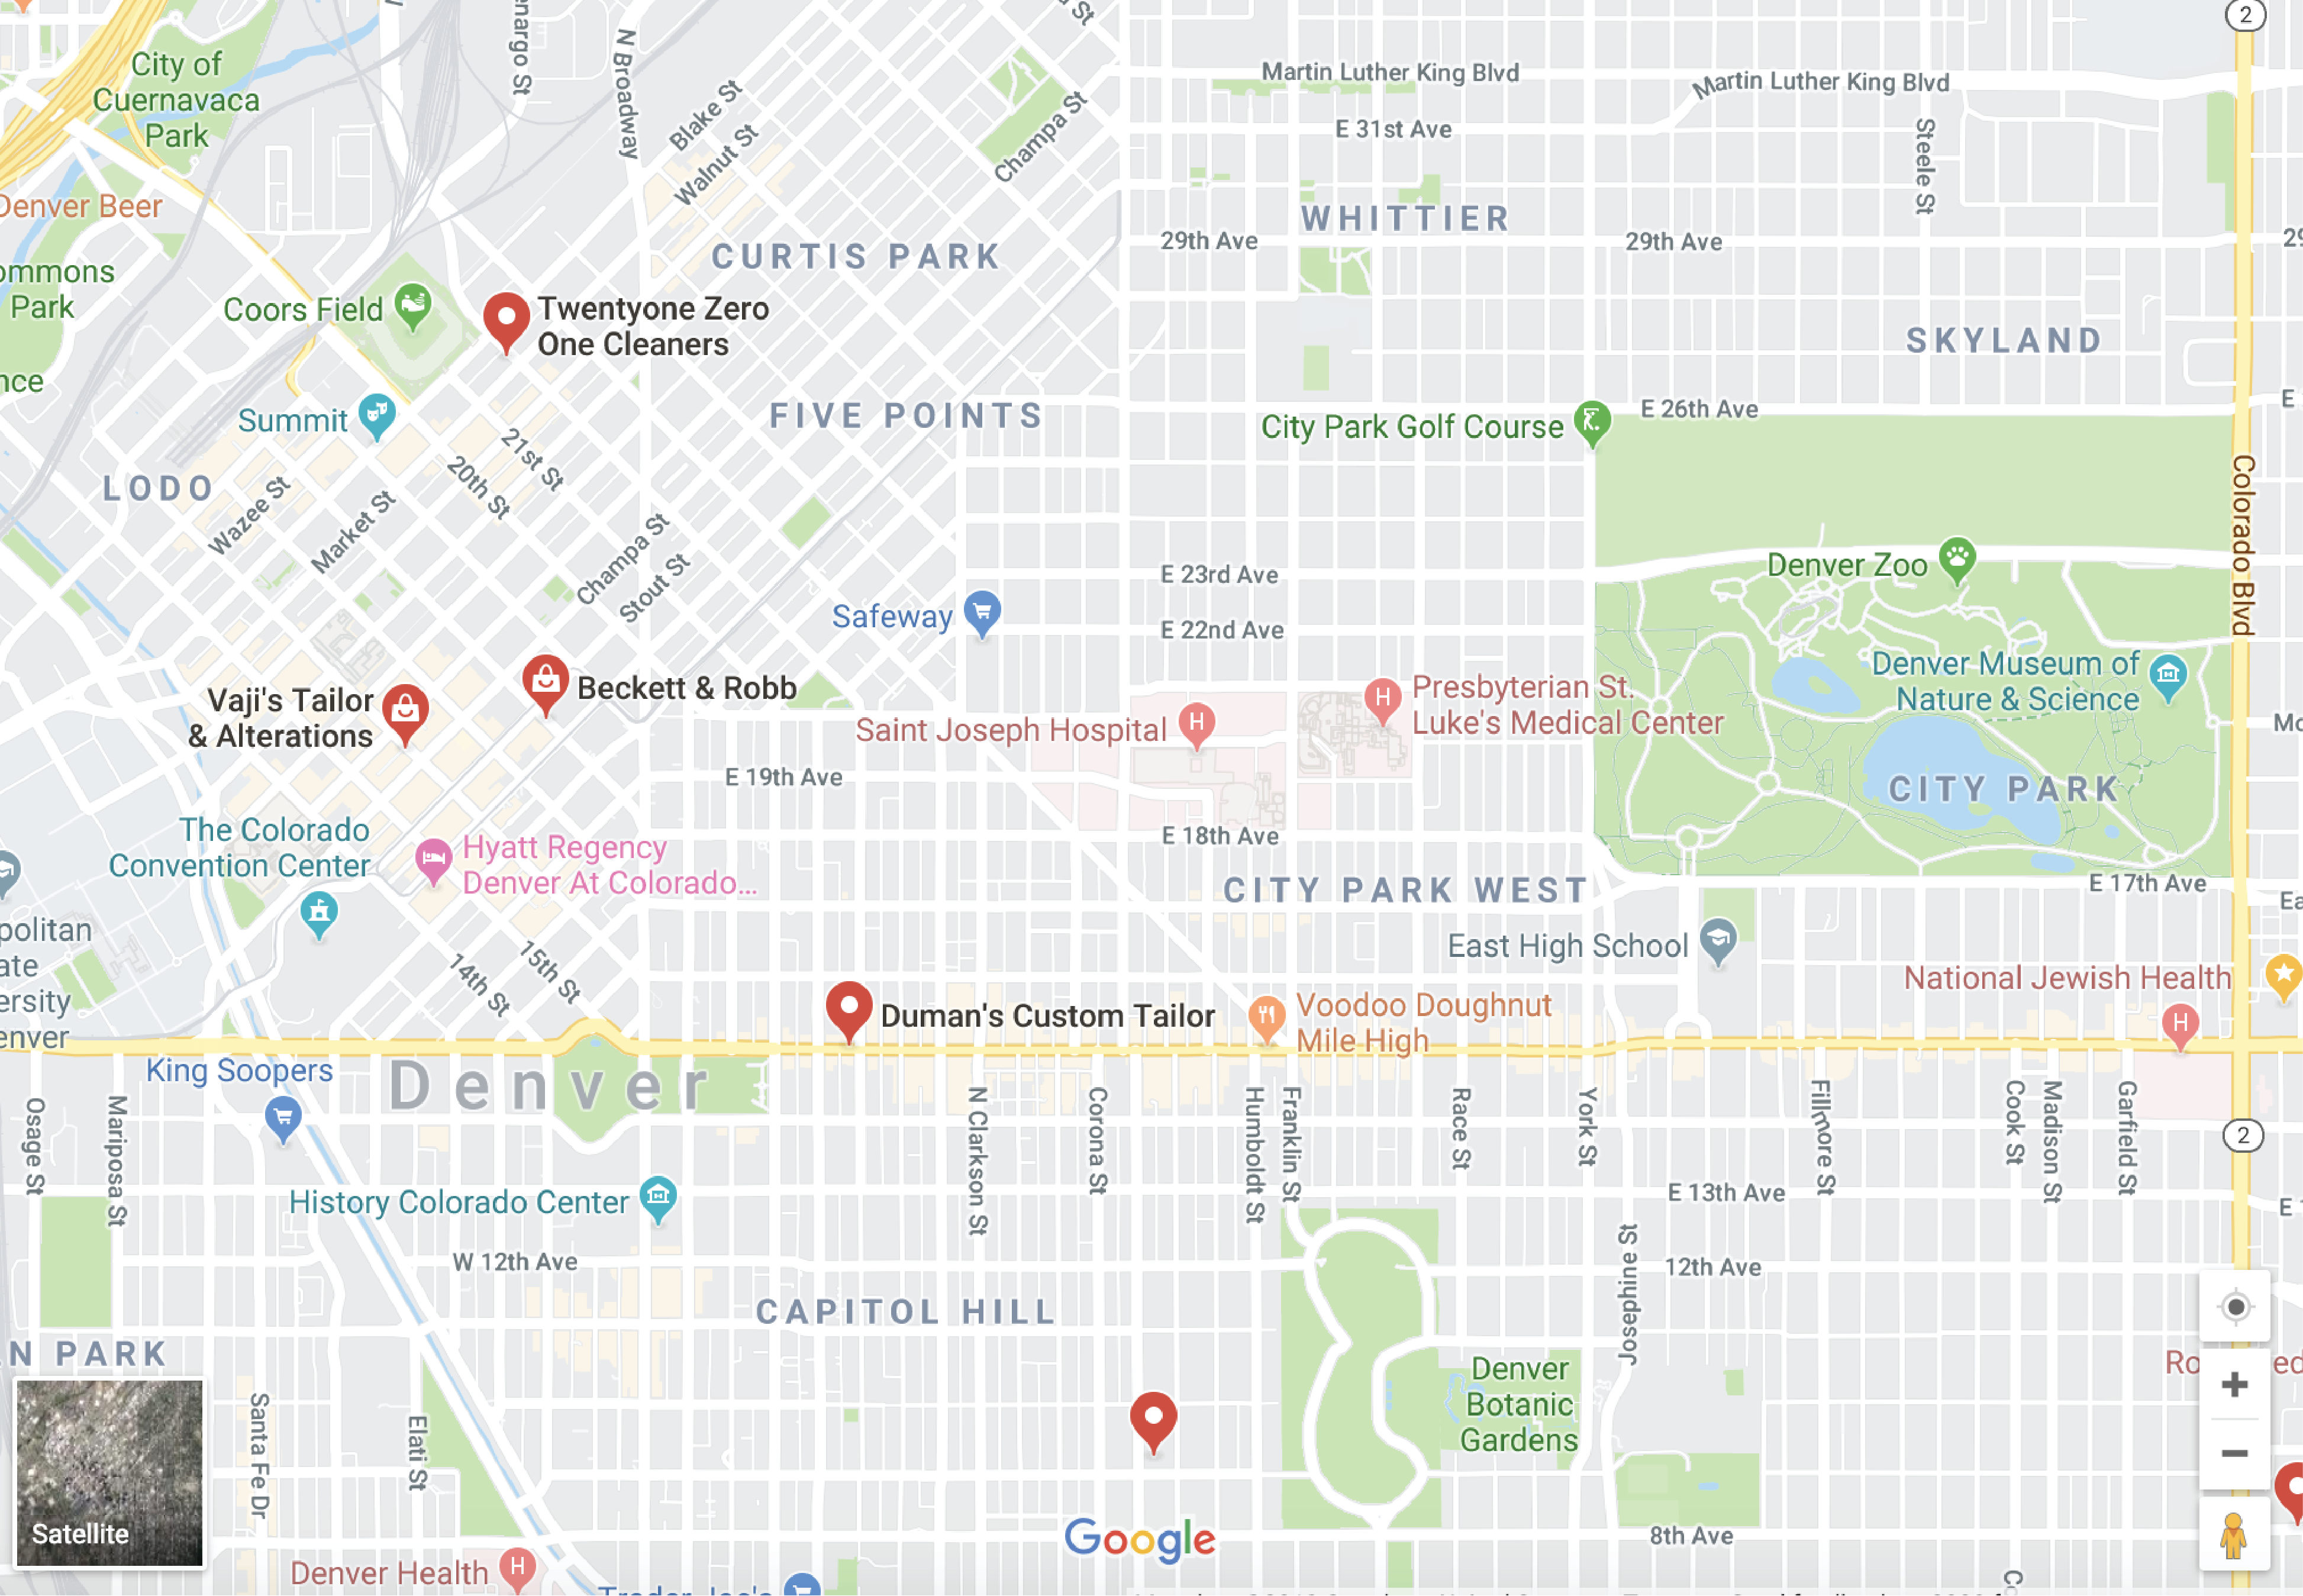 2
enargo St
N Broadway
City of
Cuernavaca
Park
Martin Luther King Blvd
Martin Luther King Blvd
Blake St
Walnut St
Champa St
E 31st Ave
Steele St
Denver Beer
WHITTIER
29th Ave
29th Ave
CURTIS PARK
ommons
Park
Coors Field
Twentyone Zero
One Cleaners
SKYLAND
nce
Summit
FIVE POINTS
City Park Golf Course
E 26th Ave
E
21st St
20th St
LODO
Wazee St
Market St
Colorado Blvd
Champa St
Stout St
E 23rd Ave
Denver Zoo
Safeway
E 22nd Ave
Denver Museum of
Nature & Science
Beckett & Robb
Vaji's Tailor
& Alterations
Saint Joseph Hospital
H
H
Presbyterian St.
Luke's Medical Center
Mo
E 19th Ave
CITY PARK
The Colorado
Convention Center
E 18th Ave
Hyatt Regency
Denver At Colorado...
CITY PARK WEST
E 17th Ave
Ea
politan
ate
ersity
enver
East High School
15th St
14th St
National Jewish Health
H
Duman's Custom Tailor
Voodoo Doughnut
Mile High
King Soopers
Denver
Osage St
Mariposa St
N Clarkson St
Corona St
Humboldt St
Franklin St
Race St
York St
Fillmore St
Cook St
Madison St
Garfield St
2
History Colorado Center
E 13th Ave
E
W 12th Ave
12th Ave
Josephine St
CAPITOL HILL
N PARK
Denver
Botanic
Gardens
Ro
ed
Santa Fe Dr
Elati St
Satellite
Google
8th Ave
Denver Health
H
Trader Joe's